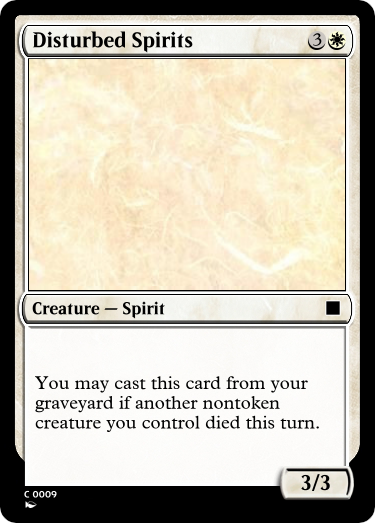 Disturbed Spirits 3
Creature — Spirit
You may cast this card from your
graveyard if another nontoken
creature you control died this turn.
3/3
C 0009